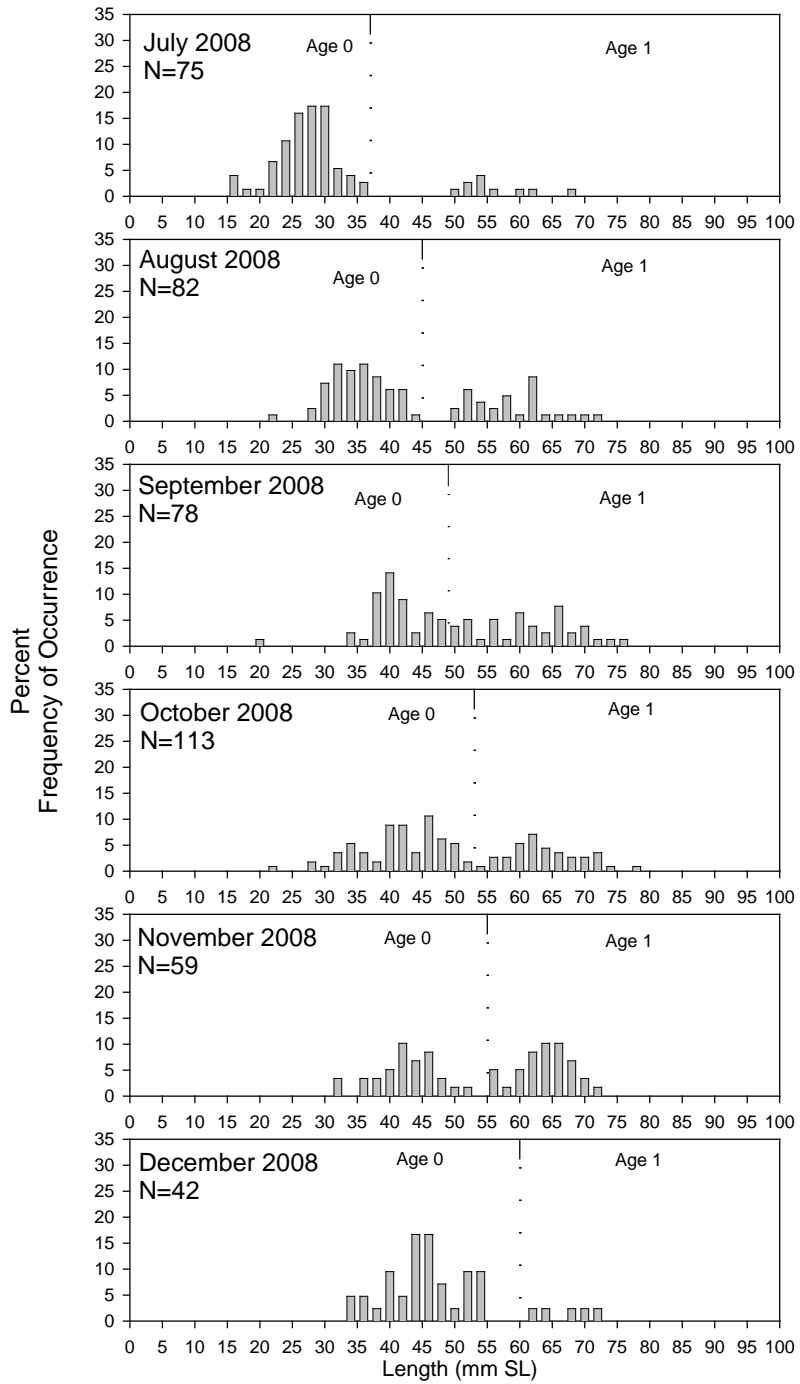 Percent
Frequency of Occurrence
35
30
25
20
15
10
5
0
July 2008
N=75
Age 0
Age 1
0 5 10 15 20 25 30 35 40 45 50 55 60 65 70 75 80 85 90 95 100
35
30
25
20
15
10
5
0
August 2008
N=82
Age 0
Age 1
0 5 10 15 20 25 30 35 40 45 50 55 60 65 70 75 80 85 90 95 100
35
30
25
20
15
10
5
0
September 2008
N=78
Age 0
Age 1
0 5 10 15 20 25 30 35 40 45 50 55 60 65 70 75 80 85 90 95 100
35
30
25
20
15
10
5
0
October 2008
N=113
Age 0
Age 1
0 5 10 15 20 25 30 35 40 45 50 55 60 65 70 75 80 85 90 95 100
35
30
25
20
15
10
5
0
November 2008
N=59
Age 0
Age 1
0 5 10 15 20 25 30 35 40 45 50 55 60 65 70 75 80 85 90 95 100
35
30
25
20
15
10
5
0
December 2008
N=42
Age 0
Age 1
0 5 10 15 20 25 30 35 40 45 50 55 60 65 70 75 80 85 90 95 100
Length (mm SL)